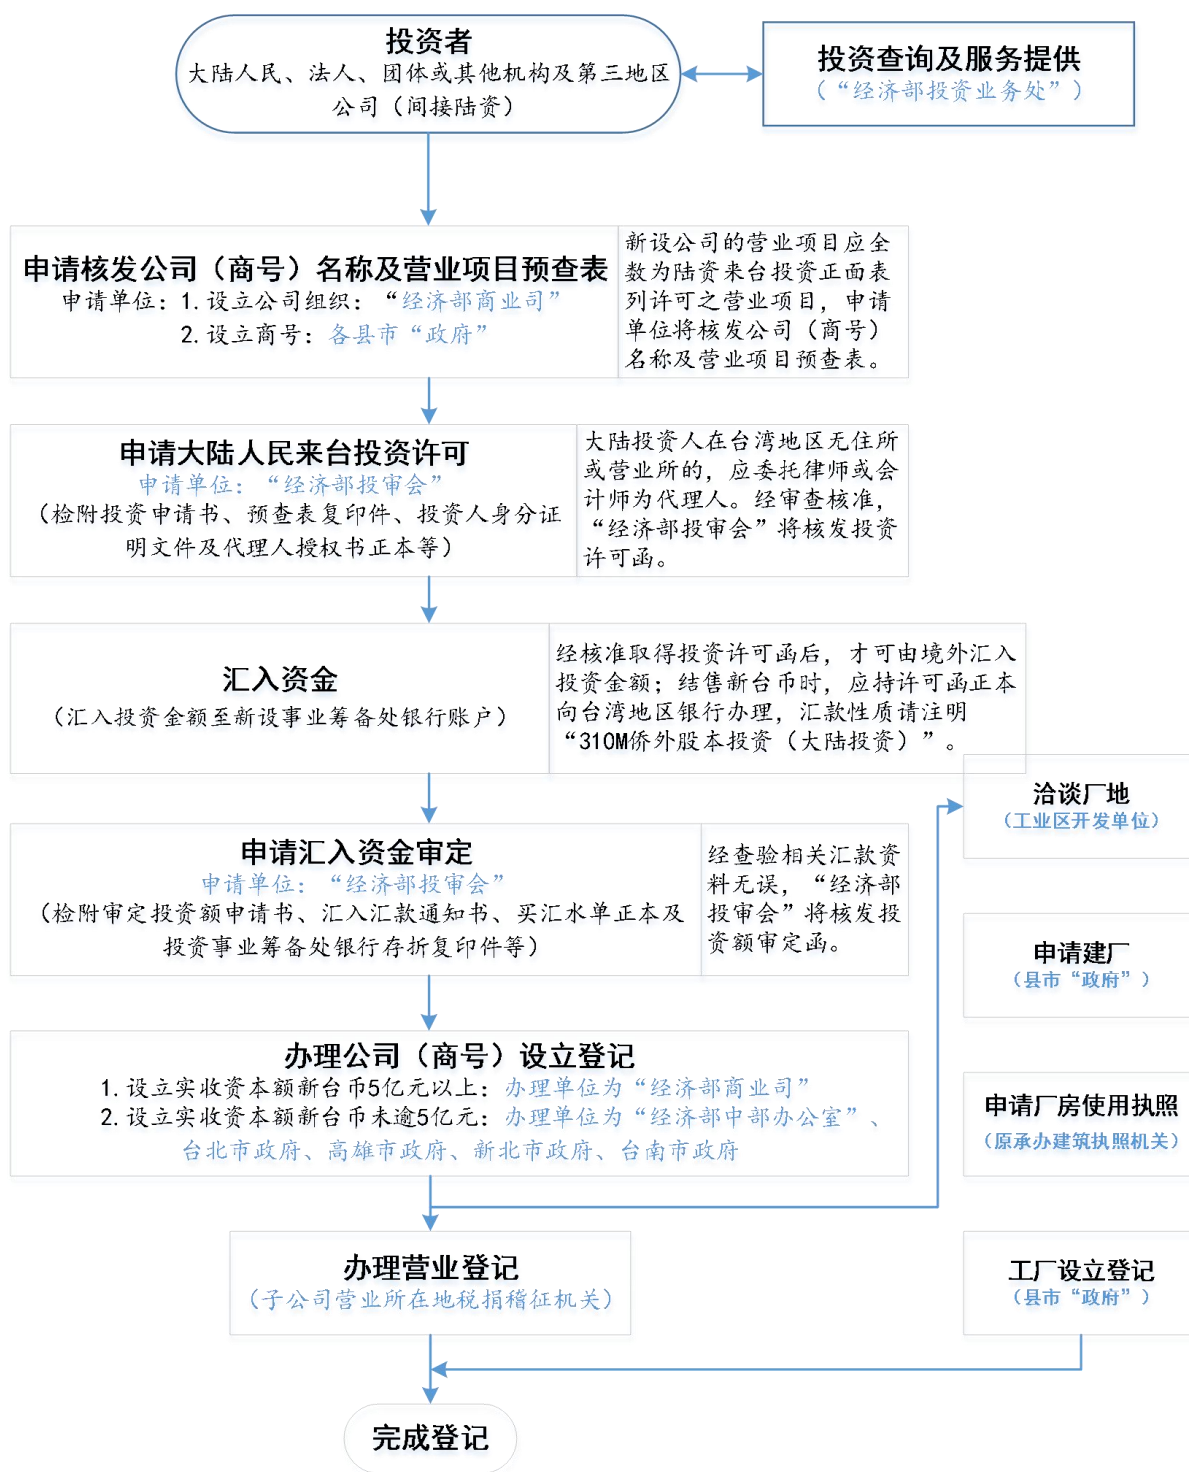 投资者
大陆人民、法人、团体或其他机构及第三地区
公司（间接陆资）
投资查询及服务提供
（“经济部投资业务处”）
申请核发公司（商号）名称及营业项目预查表
申请单位：1.设立公司组织：“经济部商业司”
2.设立商号：各县市“政府”
新设公司的营业项目应全
数为陆资来台投资正面表
列许可之营业项目，申请
单位将核发公司（商号）
名称及营业项目预查表。
申请大陆人民来台投资许可
申请单位：“经济部投审会”
（检附投资申请书、预查表复印件、投资人身分证
明文件及代理人授权书正本等）
大陆投资人在台湾地区无住所
或营业所的，应委托律师或会
计师为代理人。经审查核准，
“经济部投审会”将核发投资
许可函。
汇入资金
（汇入投资金额至新设事业筹备处银行账户）
经核准取得投资许可函后，才可由境外汇入
投资金额；结售新台币时，应持许可函正本
向台湾地区银行办理，汇款性质请注明
“310M侨外股本投资（大陆投资）”。
申请汇入资金审定
申请单位：“经济部投审会”
（检附审定投资额申请书、汇入汇款通知书、买汇水单正本及
投资事业筹备处银行存折复印件等）
经查验相关汇款资
料无误，“经济部
投审会”将核发投
资额审定函。
办理公司（商号）设立登记
1.设立实收资本额新台币5亿元以上：办理单位为“经济部商业司”
2.设立实收资本额新台币未逾5亿元：办理单位为“经济部中部办公室”、
台北市政府、高雄市政府、新北市政府、台南市政府
办理营业登记
（子公司营业所在地税捐稽征机关）
洽谈厂地
（工业区开发单位）
申请建厂
（县市“政府”）
申请厂房使用执照
（原承办建筑执照机关）
工厂设立登记
（县市“政府”）
完成登记